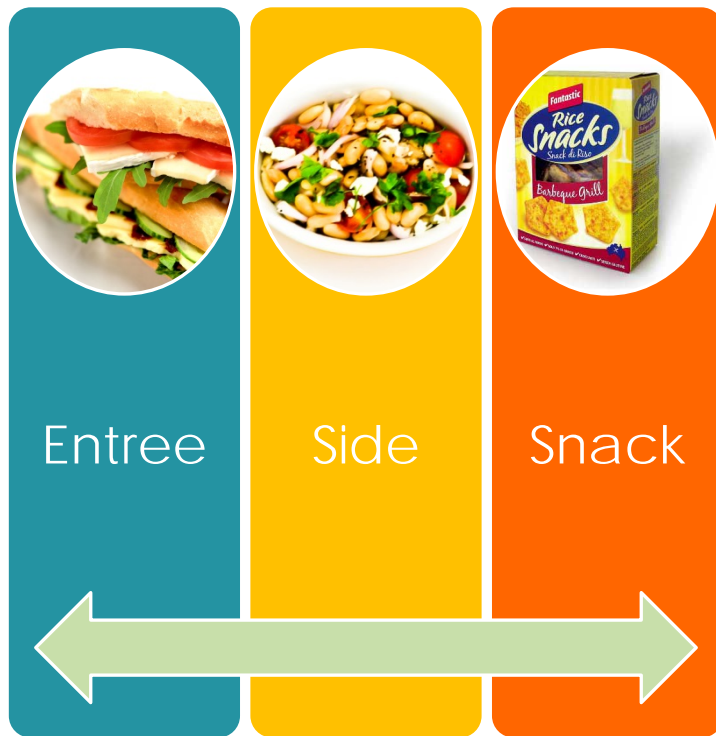 Fantastic
Rice
Snacks
Snack di Riso
Barbeque Grill
Entree
Side
Snack